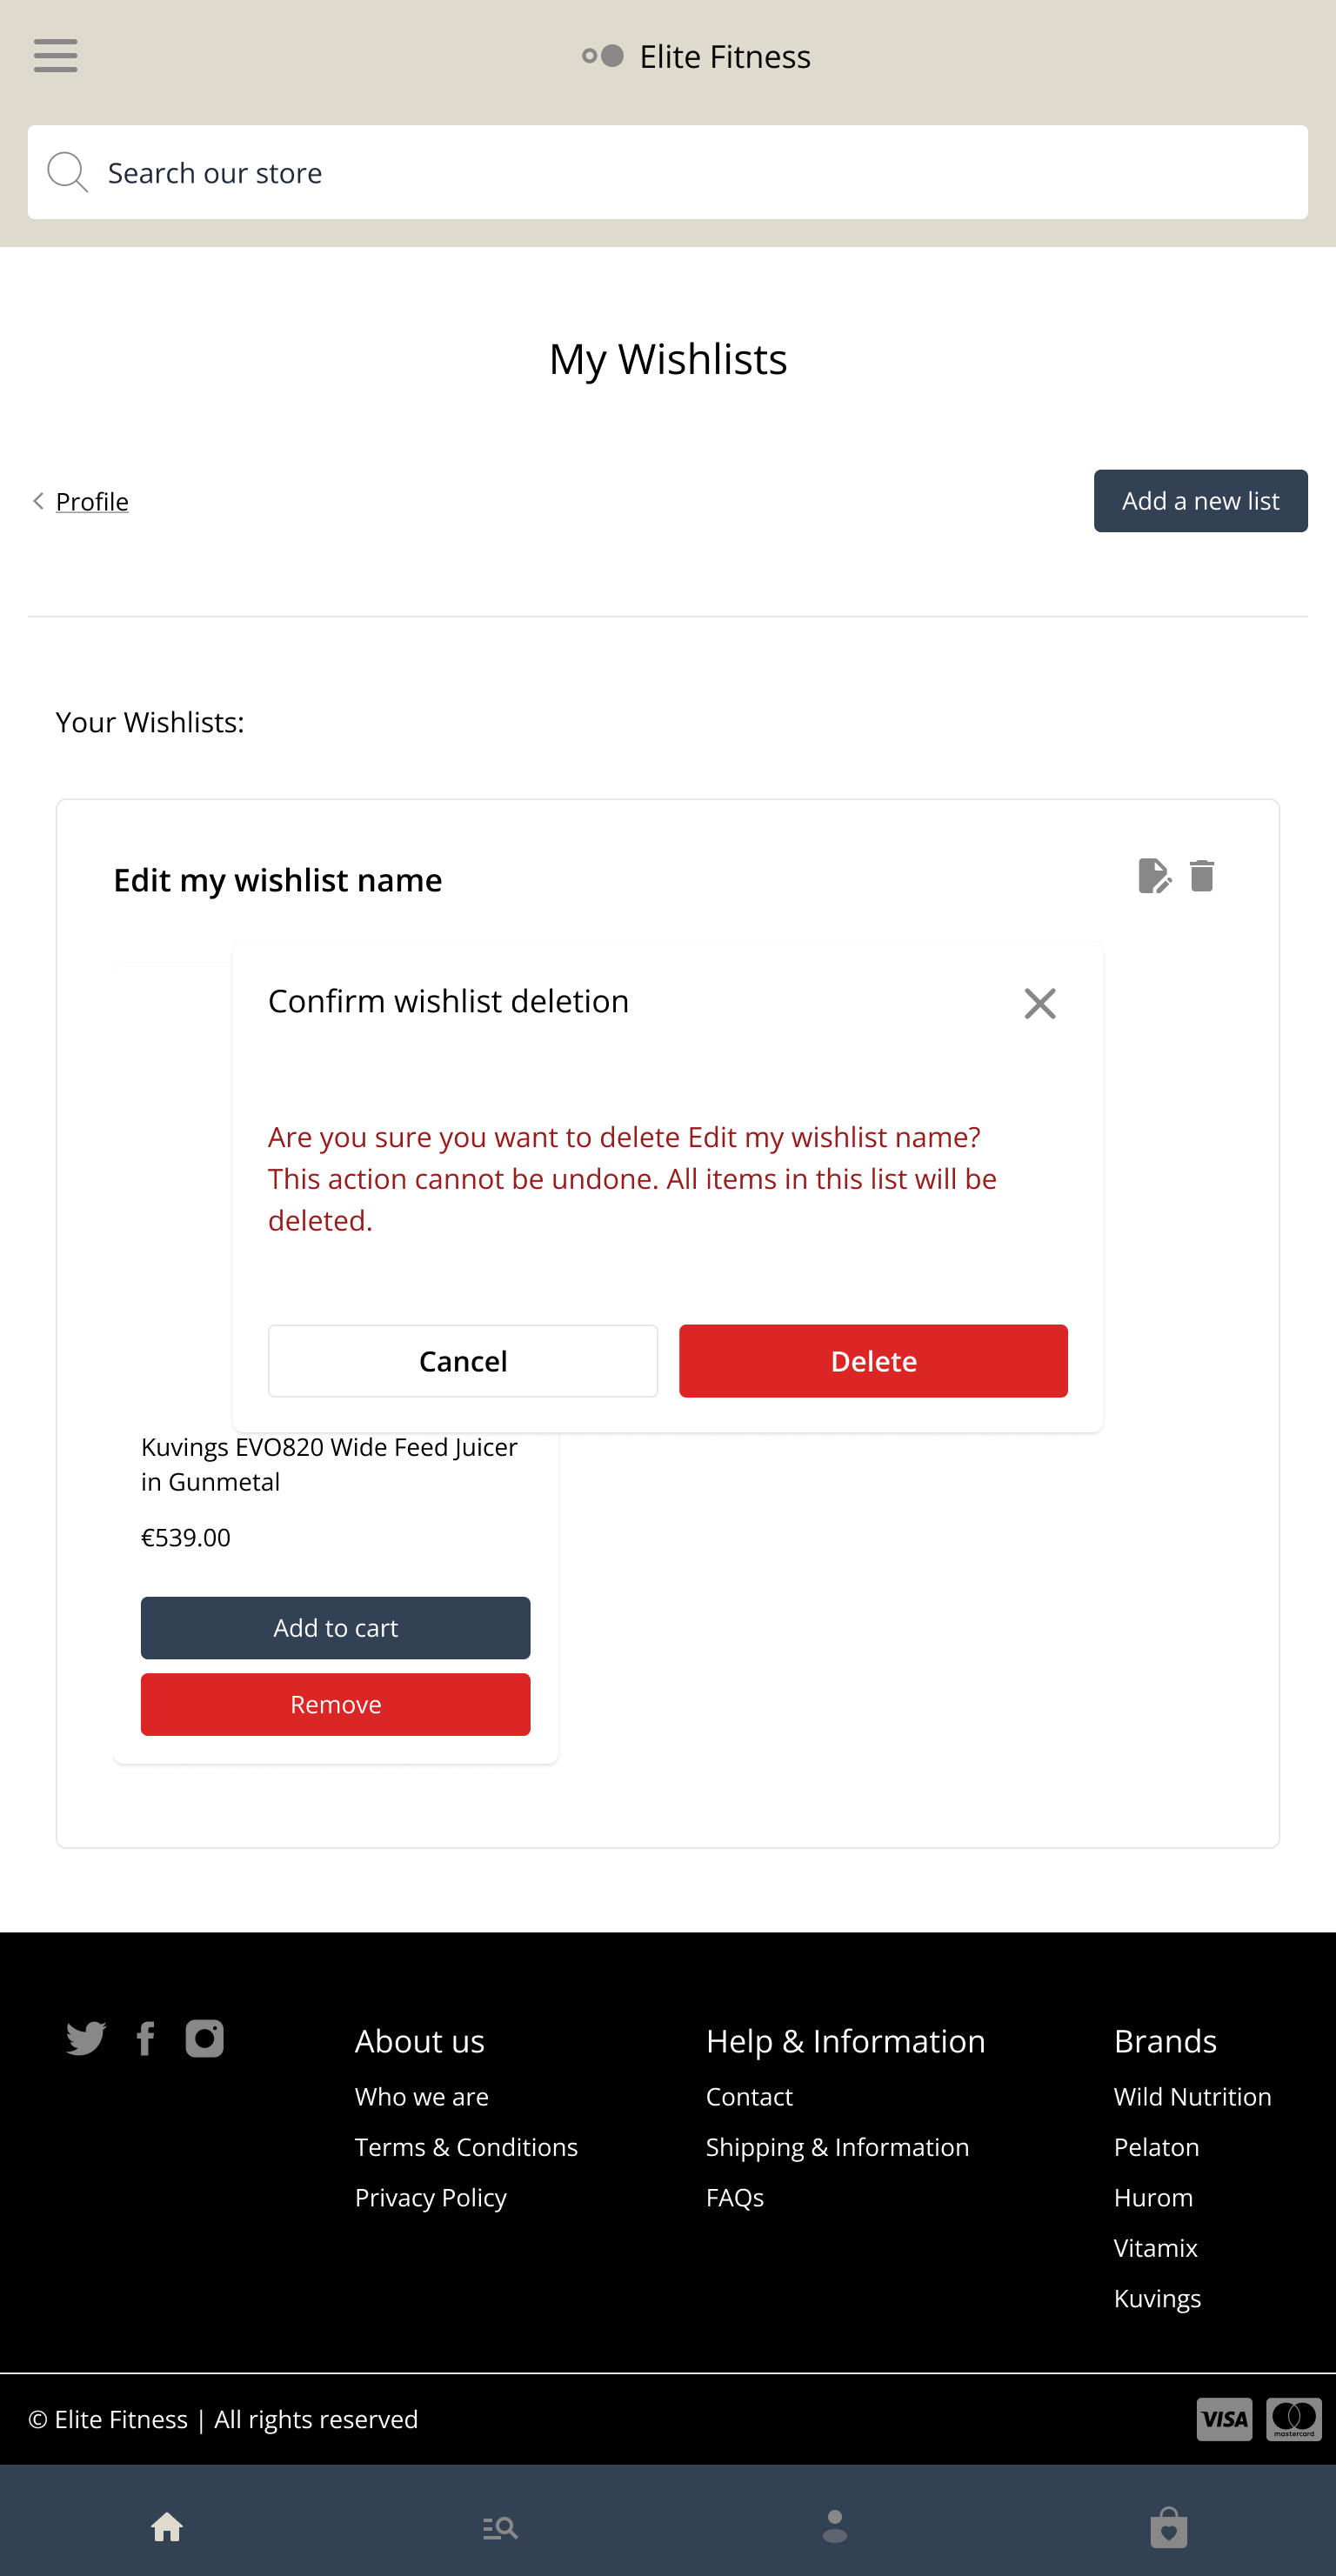 Elite Fitness
Search our store
My Wishlists
Profile
Add a new list
Your Wishlists:
Edit my wishlist name
Confirm wishlist deletion
Are you sure you want to delete Edit my wishlist name?
This action cannot be undone. All items in this list will be
deleted.
Cancel
Delete
Kuvings EVO820 Wide Feed Juicer
in Gunmetal
€539.00
Add to cart
Remove
About us
Who we are
Terms & Conditions
Privacy Policy
Help & Information
Contact
Shipping & Information
FAQs
Brands
Wild Nutrition
Pelaton
Hurom
Vitamix
Kuvings
© Elite Fitness | All rights reserved
VISA
mastercard